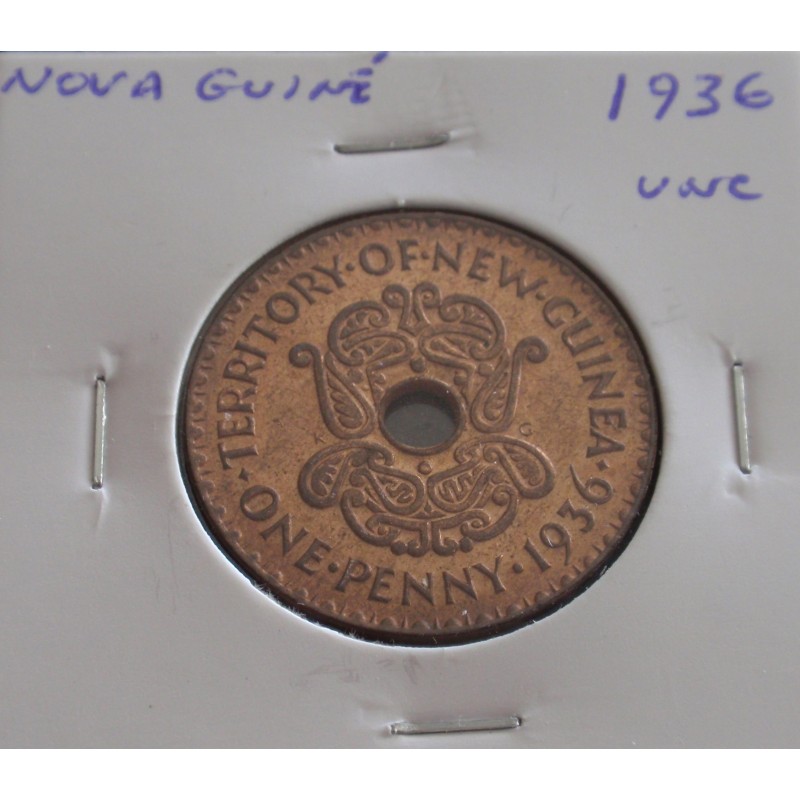 NOVA GUINÉ
1936
UNC
·TERRITORY·OF·NEW·GUINEA·
ONE·PENNY·1936
K G